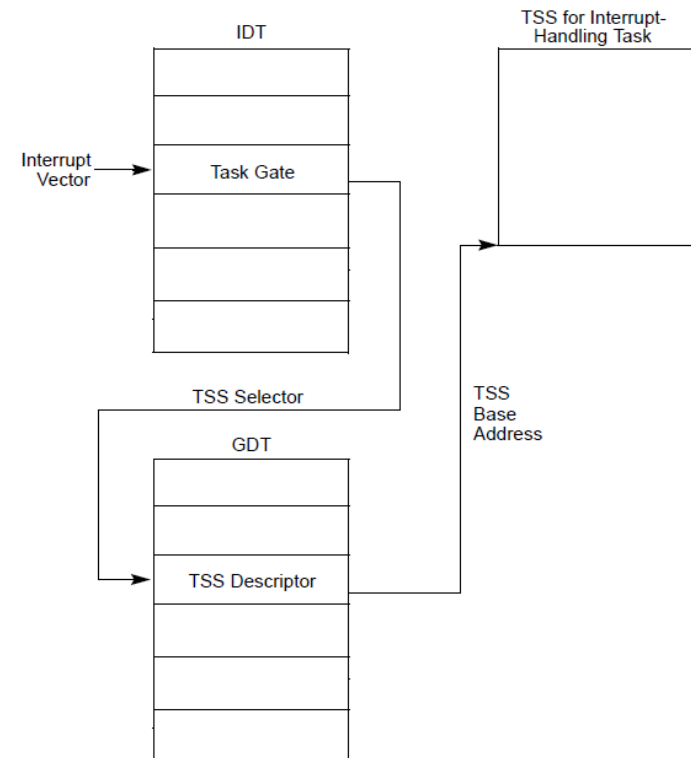 TSS for Interrupt-
Handling Task
IDT
Interrupt
Vector
Task Gate
TSS Selector
TSS
Base
Address
GDT
TSS Descriptor